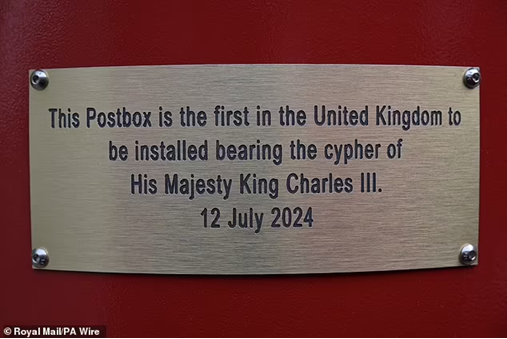 This Postbox is the first in the United Kingdom to
be installed bearing the cypher of
His Majesty King Charles III.
12 July 2024
© Royal Mail/PA Wire